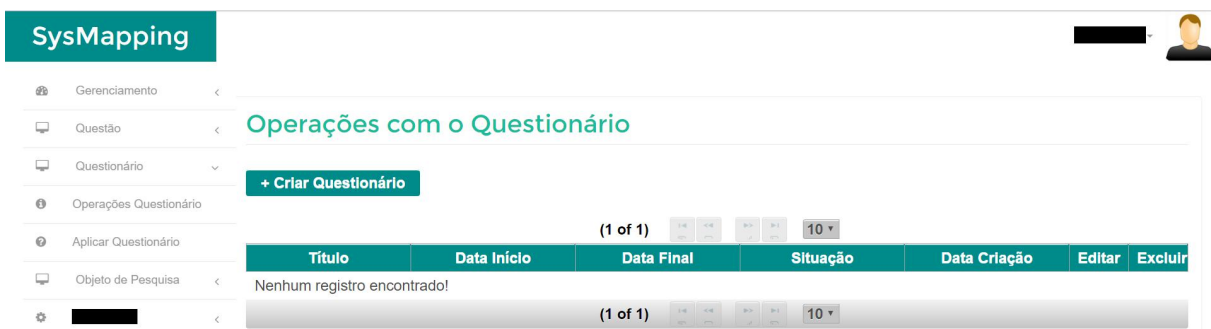 SysMapping
Gerenciamento
Questão
Questionário
Operações Questionário
Aplicar Questionário
Objeto de Pesquisa
Operações com o Questionário
+ Criar Questionário
(1 of 1) 10
Título Data Início Data Final Situação Data Criação Editar Excluir
Nenhum registro encontrado!
(1 of 1) 10